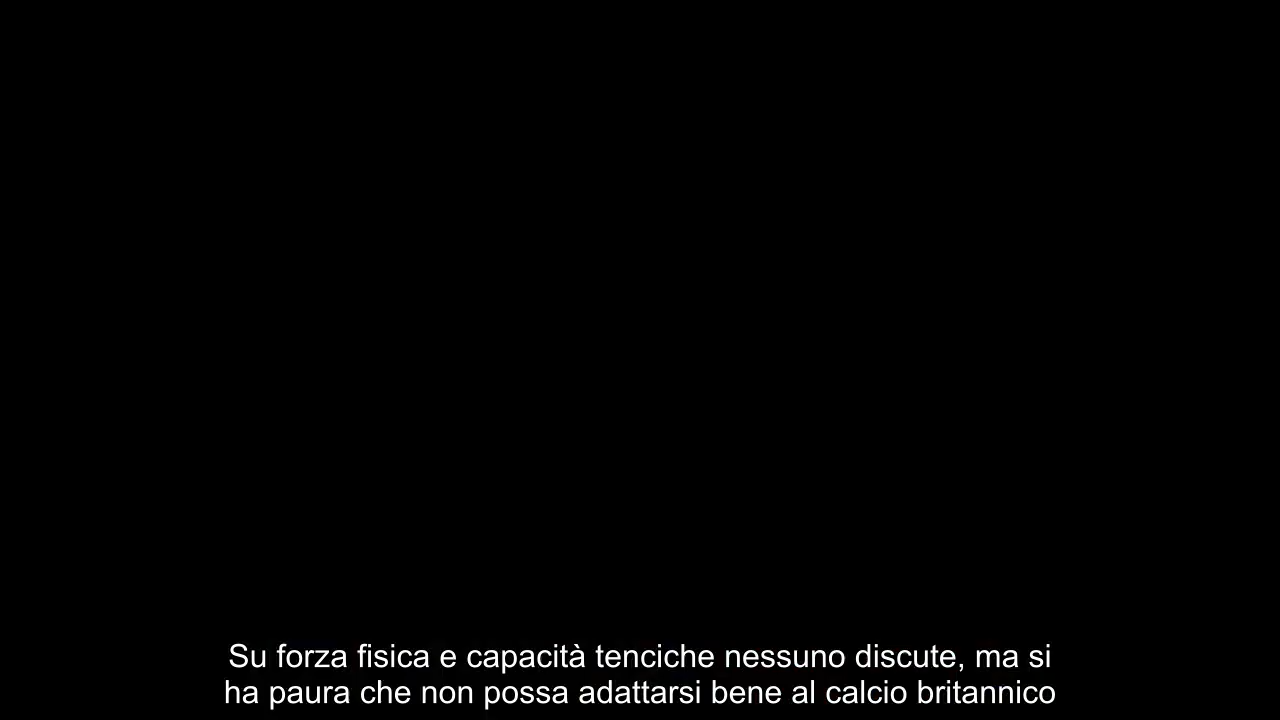 Su forza fisica e capacità tenciche nessuno discute, ma si
ha paura che non possa adattarsi bene al calcio britannico